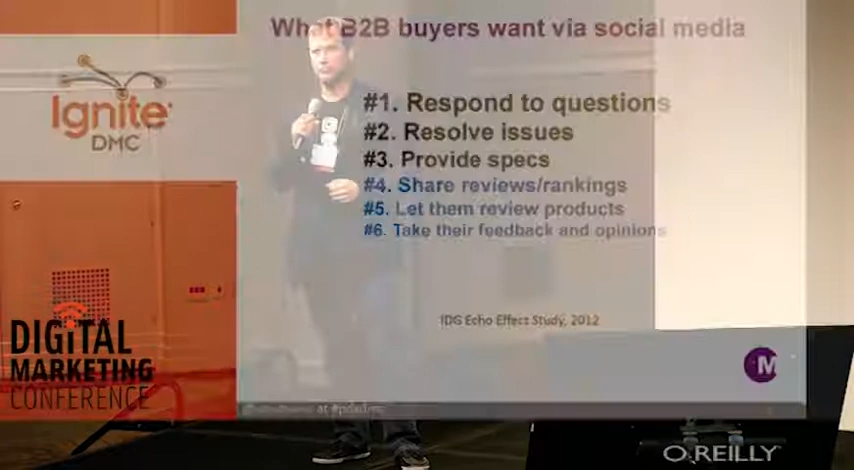 What B2B buyers want via social media
Ignite
DMC
#1. Respond to questions
#2. Resolve issues
#3. Provide specs
#4. Share reviews/rankings
#5. Let them review products
#6. Take their feedback and opinions
IDG Echo Effect Study, 2012
DIGITAL
MARKETING
CONFERENCE
M
at
O'REILLY